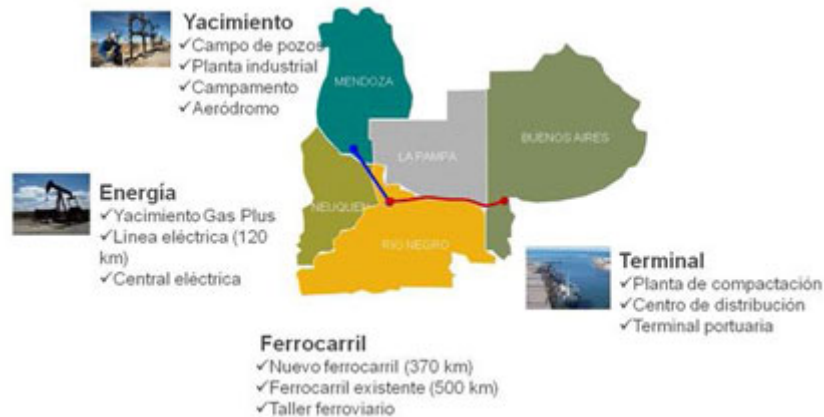 Yacimiento
✓Campo de pozos
✓Planta industrial
✓Campamento
✓Aeródromo
MENDOZA
BUENOS AIRES
LA PAMPA
NEUQUEN
RIO NEGRO
Energía
✓Yacimiento Gas Plus
✓Linea eléctrica (120
km)
✓Central eléctrica
Terminal
✓Planta de compactación
✓Centro de distribución
✓Terminal portuaria
Ferrocarril
✓Nuevo ferrocarril (370 km)
✓Ferrocarril existente (500 km)
✓Taller ferroviario